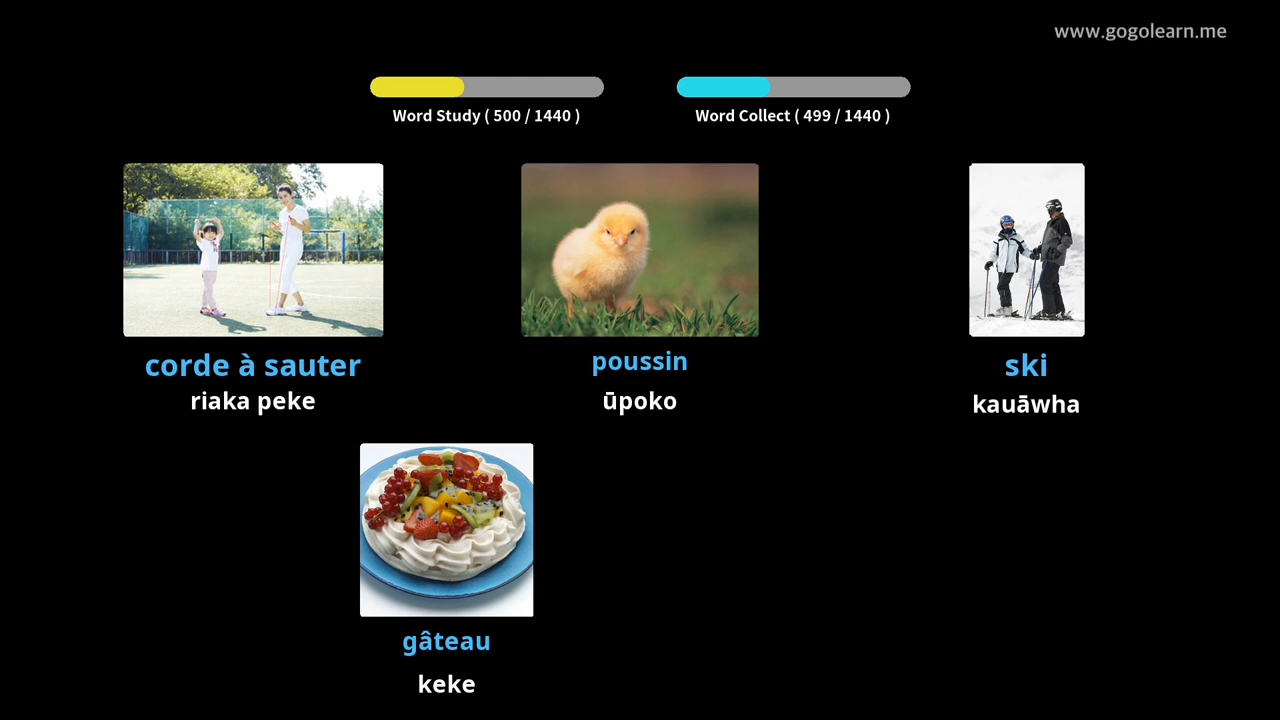 www.gogolearn.me
Word Study ( 500 / 1440 )
Word Collect ( 499 / 1440 )
corde à sauter
riaka peke
poussin
ūpoko
ski
kauāwha
gâteau
keke